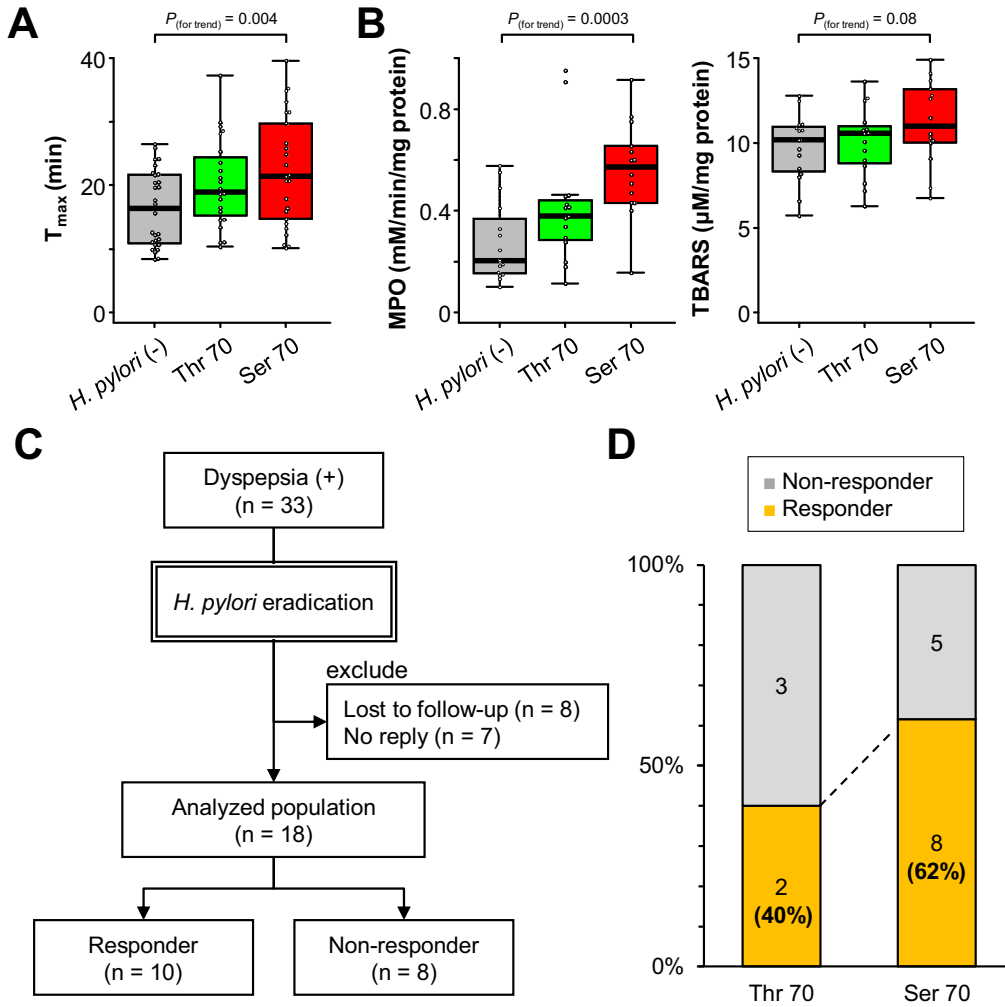 A
P(for trend) = 0.004
Tmax (min)
40
20
0
H. pylori (-)
Thr 70
Ser 70
B
P(for trend) = 0.0003
MPO (mM/min/mg protein)
0.8
0.4
0
H. pylori (-)
Thr 70
Ser 70
P(for trend) = 0.08
TBARS (µM/mg protein)
15
10
5
0
H. pylori (-)
Thr 70
Ser 70
C
Dyspepsia (+)
(n = 33)
H. pylori eradication
exclude
Lost to follow-up (n = 8)
No reply (n = 7)
Analyzed population
(n = 18)
Responder
(n = 10)
Non-responder
(n = 8)
D
Non-responder
Responder
100%
50%
0%
3
2
(40%)
5
8
(62%)
Thr 70
Ser 70